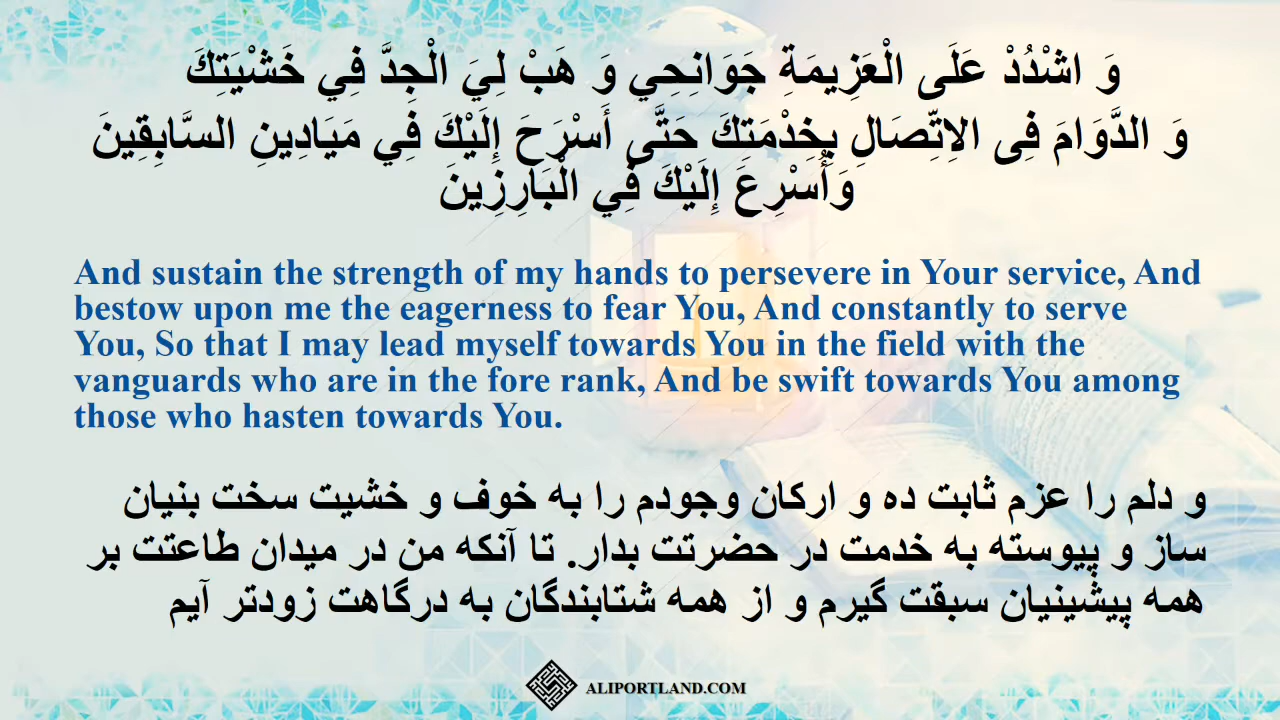 وَ اشْدُدْ عَلَى الْعَزِيمَةِ جَوَانِحِي وَ هَبْ لِيَ الْجِدَّ فِي خَشْيَتِكَ
وَ الدَّوَامَ فِى الاِتِّصَالِ بِخِدْمَتِكَ حَتَّى أَسْرَحَ إِلَيْكَ فِي مَيَادِينِ السَّابِقِينَ
وَأُسْرِعَ إِلَيْكَ فِي الْبَارِزِينَ
And sustain the strength of my hands to persevere in Your service, And
bestow upon me the eagerness to fear You, And constantly to serve
You, So that I may lead myself towards You in the field with the
vanguards who are in the fore rank, And be swift towards You among
those who hasten towards You.
و دلم را عزم ثابت ده و ارکان وجودم را به خوف و خشیت سخت بنیان
ساز و پیوسته به خدمت در حضرتت بدار. تا آنکه من در میدان طاعتت بر
همه پیشینیان سبقت گیرم و از همه شتابندگان به درگاهت زودتر آیم
ALIPORTLAND.COM